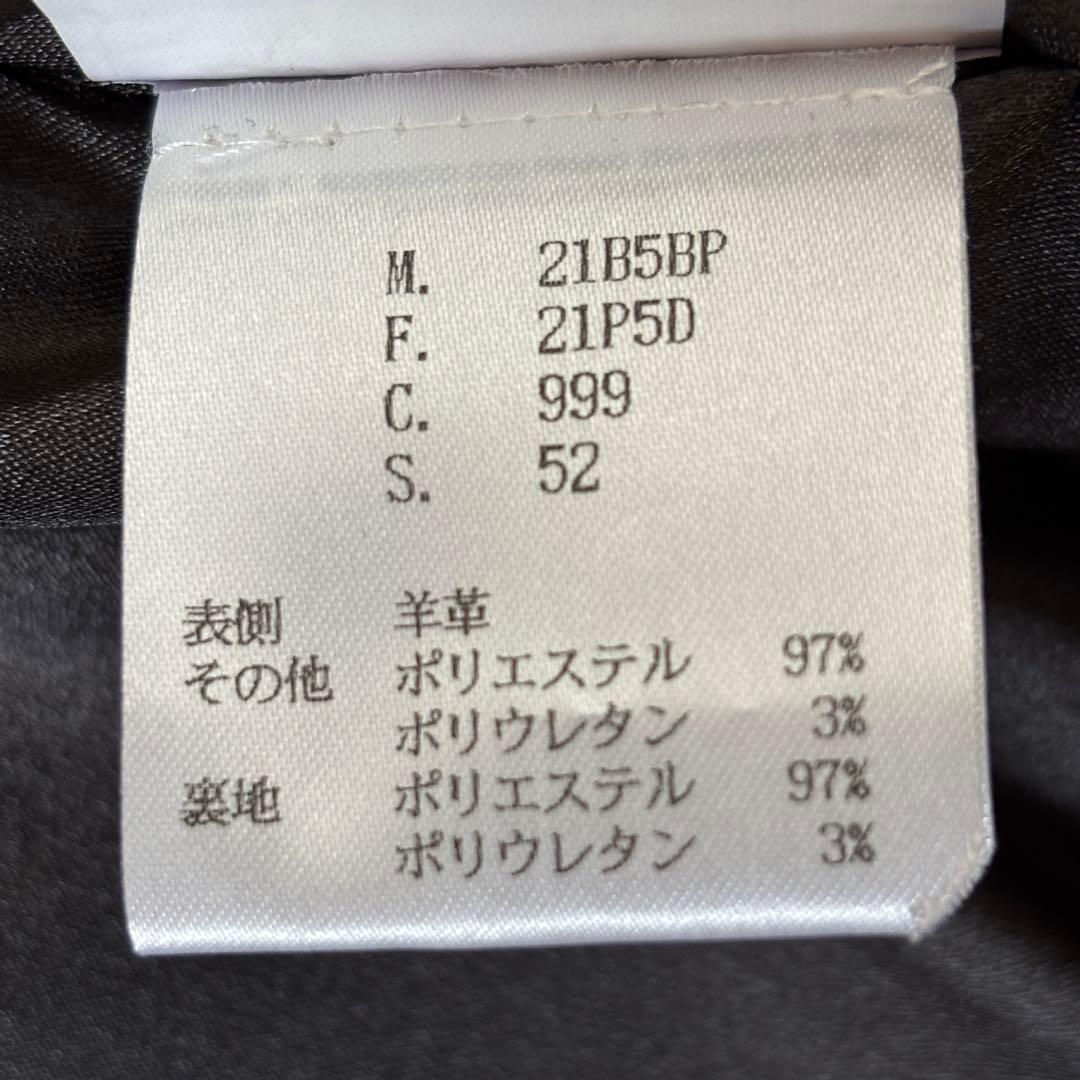 M. 21B5BP
F. 21P5D
C. 999
S. 52
表側 羊革
その他 ポリエステル 97%
ポリウレタン 3%
裏地 ポリエステル 97%
ポリウレタン 3%